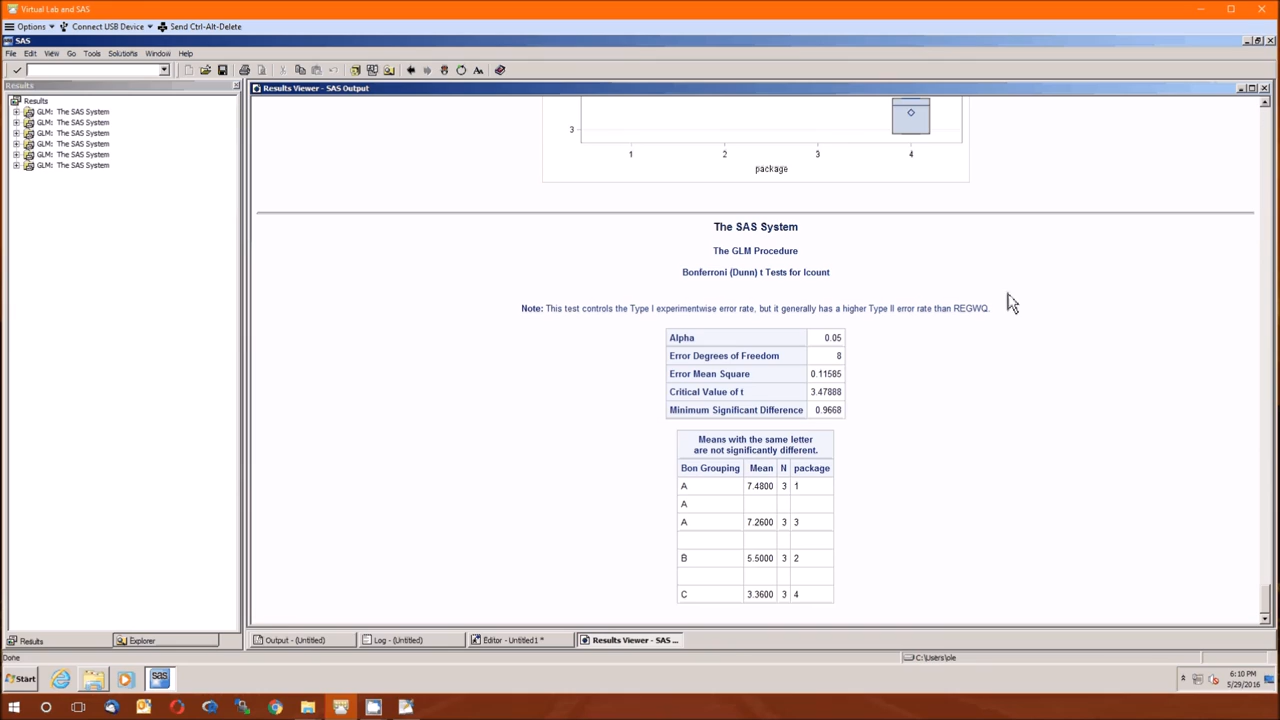 Virtual Lab and SAS
Options Connect USB Device Send Ctrl-Alt-Delete
SAS
File Edit View Go Tools Solutions Window Help
Results
Results Viewer - SAS Output
Results
GLM: The SAS System
GLM: The SAS System
GLM: The SAS System
GLM: The SAS System
GLM: The SAS System
GLM: The SAS System
3
1 2 3 4
package
The SAS System
The GLM Procedure
Bonferroni (Dunn) t Tests for lcount
Note: This test controls the Type I experimentwise error rate, but it generally has a higher Type II error rate than REGWQ.
Alpha 0.05
Error Degrees of Freedom 8
Error Mean Square 0.11585
Critical Value of t 3.47888
Minimum Significant Difference 0.9668
Means with the same letter
are not significantly different.
Bon Grouping Mean N package
A 7.4800 3 1
A
A 7.2600 3 3
B 5.5000 3 2
C 3.3600 3 4
Results Explorer
Output - (Untitled) Log - (Untitled) Editor - Untitled1 * Results Viewer - SAS ...
Done C:\Users\ole
Start sas 6:10 PM
5/29/2016